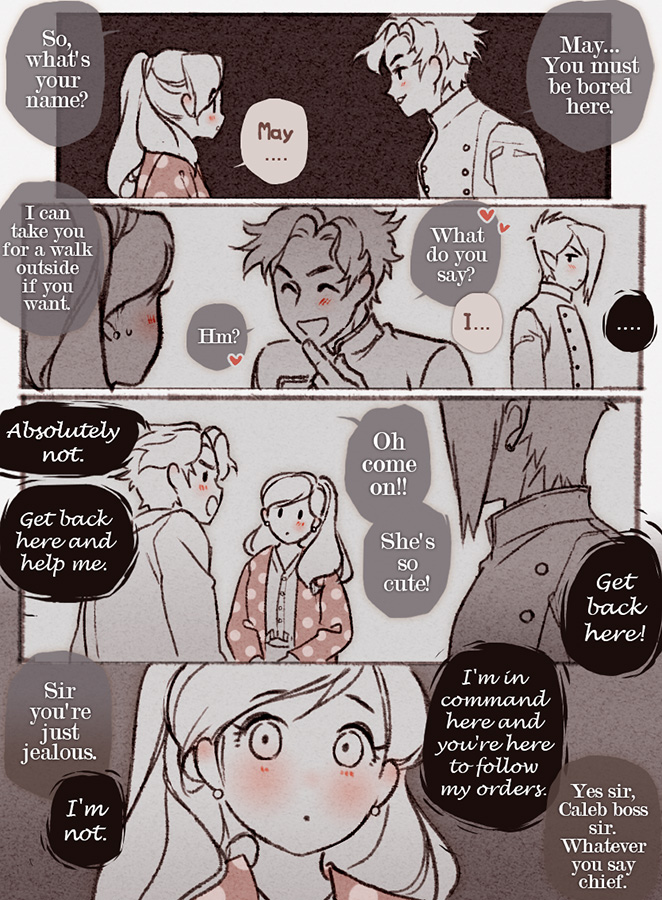 So,
what's
your
name?
May
....
May...
You must
be bored
here.
I can
take you
for a walk
outside
if you
want.
Hm?
What
do you
say?
I...
....
Absolutely
not.
Get back
here and
help me.
Oh
come
on!!
She's
so
cute!
Get
back
here!
Sir
you're
just
jealous.
I'm
not.
I'm in
command
here and
you're here
to follow
my orders.
Yes sir,
Caleb boss
sir.
Whatever
you say
chief.